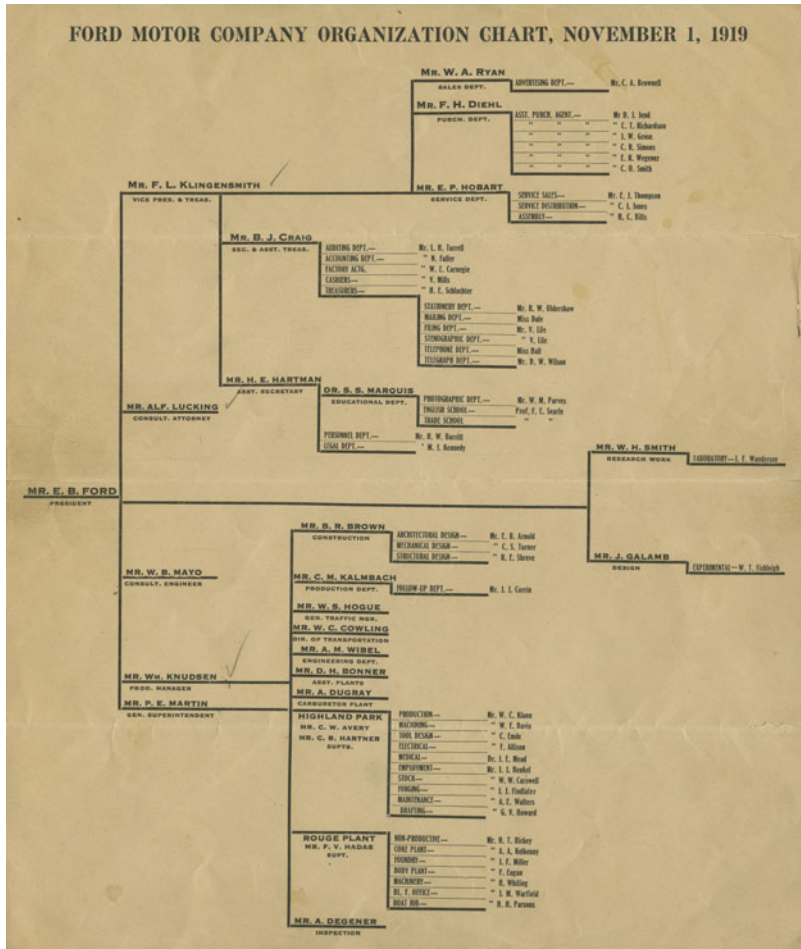 FORD MOTOR COMPANY ORGANIZATION CHART, NOVEMBER 1, 1919
MR. W. A. RYAN
SALES DEPT.
ADVERTISING DEPT.— Mr. C. A. Brownell
MR. F. H. DIEHL
PURCH. DEPT.
ASST. PURCH. AGENT.— Mr D. J.
" " " " C. T. Richardson
" " " " J. W. Gross
" " " " C. R. Simons
" " " " E. R. Wegener
" " " " C. D. Smith
MR. F. L. KLINGENSMITH
VICE PRES. & TREAS.
MR. E. P. HOBART
SERVICE DEPT.
SERVICE SALES— Mr. E. J. Thompson
SERVICE DISTRIBUTION— " C. J. Jones
ASSEMBLY— " H. C. Bills
MR. B. J. CRAIG
SEC. & ASST. TREAS.
AUDITING DEPT.— Mr. L. H. Turrell
ACCOUNTING DEPT.— " N. Fuller
FACTORY ACTG. " W. E. Carnegie
CASHIERS— " V. Mills
TREASURERS— " H. E. Schlachter
STATIONERY DEPT.— Mr. R. W. Oldershaw
MAILING DEPT.— Miss Dale
FILING DEPT.— Mr. V. Lile
STENOGRAPHIC DEPT.— " V. Lile
TELEPHONE DEPT.— Miss Hall
TELEGRAPH DEPT.— Mr. D. W. Wilson
MR. H. E. HARTMAN
ASST. SECRETARY
DR. S. S. MARQUIS
EDUCATIONAL DEPT.
PHOTOGRAPHIC DEPT.— Mr. W. M. Purves
ENGLISH SCHOOL— Prof. F. E. Searle
TRADE SCHOOL " "
MR. ALF. LUCKING
CONSULT. ATTORNEY
PERSONNEL DEPT.— Mr. H. W.
LEGAL DEPT.— " M. J. Kennedy
MR. W. H. SMITH
RESEARCH WORK
LABORATORY—J. F. Wandersee
MR. E. B. FORD
PRESIDENT
MR. B. R. BROWN
CONSTRUCTION
ARCHITECTURAL DESIGN— Mr. E. B. Arnold
MECHANICAL DESIGN— " C. S. Turner
STRUCTURAL DESIGN— " R. E. Shreve
MR. J. GALAMB
DESIGN
EXPERIMENTAL—W. T. Fishleigh
MR. W. B. MAYO
CONSULT. ENGINEER
MR. C. M. KALMBACH
PRODUCTION DEPT.
FOLLOW-UP DEPT.— Mr. J. J. Currin
MR. W. S. HOGUE
GEN. TRAFFIC MGR.
MR. W. C. COWLING
DIR. OF TRANSPORTATION
MR. A. M. WIBEL
ENGINEERING DEPT.
MR. D. H. BONNER
ASST. PLANTS
MR. WM. KNUDSEN
PROD. MANAGER
MR. A. DUGRAY
CARBURETOR PLANT
MR. P. E. MARTIN
GEN. SUPERINTENDENT
HIGHLAND PARK
MR. C. W. AVERY
MR. C. B. HARTNER
SUPTS.
PRODUCTION— Mr. W. C. Klann
MACHINING— " W. E. Davis
TOOL DESIGN— " C. Emde
ELECTRICAL— " F. Allison
MEDICAL— Dr. J. E. Mead
EMPLOYMENT— Mr. J. J. Henkel
STOCK— " W. W. Carswell
FORGING— " J. J. Findlater
MAINTENANCE— " A. E. Walters
DRAFTING— " G. V. Howard
ROUGE PLANT
MR. F. V. HADAS
SUPT.
NON-PRODUCTIVE— Mr. H. T. Hickey
CORE PLANT— " A. A.
FOUNDRY— " J. F. Miller
BODY PLANT— " F. Eagan
MACHINERY— " R. Whiting
BL. F. OFFICE— " J. M. Warfield
BOAT " H. H. Parsons
MR. A. DEGENER
INSPECTION